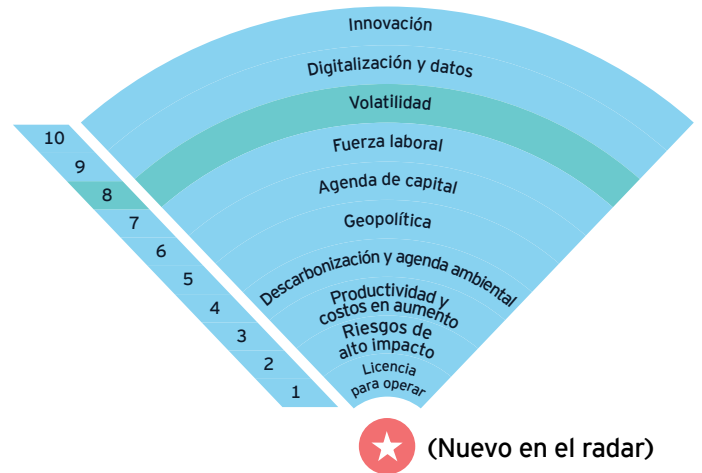 Innovación
Digitalización y datos
Volatilidad
Fuerza laboral
Agenda de capital
Geopolítica
Descarbonización y agenda ambiental
Productividad y
costos en aumento
Riesgos de
alto impacto
Licencia
para operar
10
9
8
7
6
5
4
3
2
1
(Nuevo en el radar)